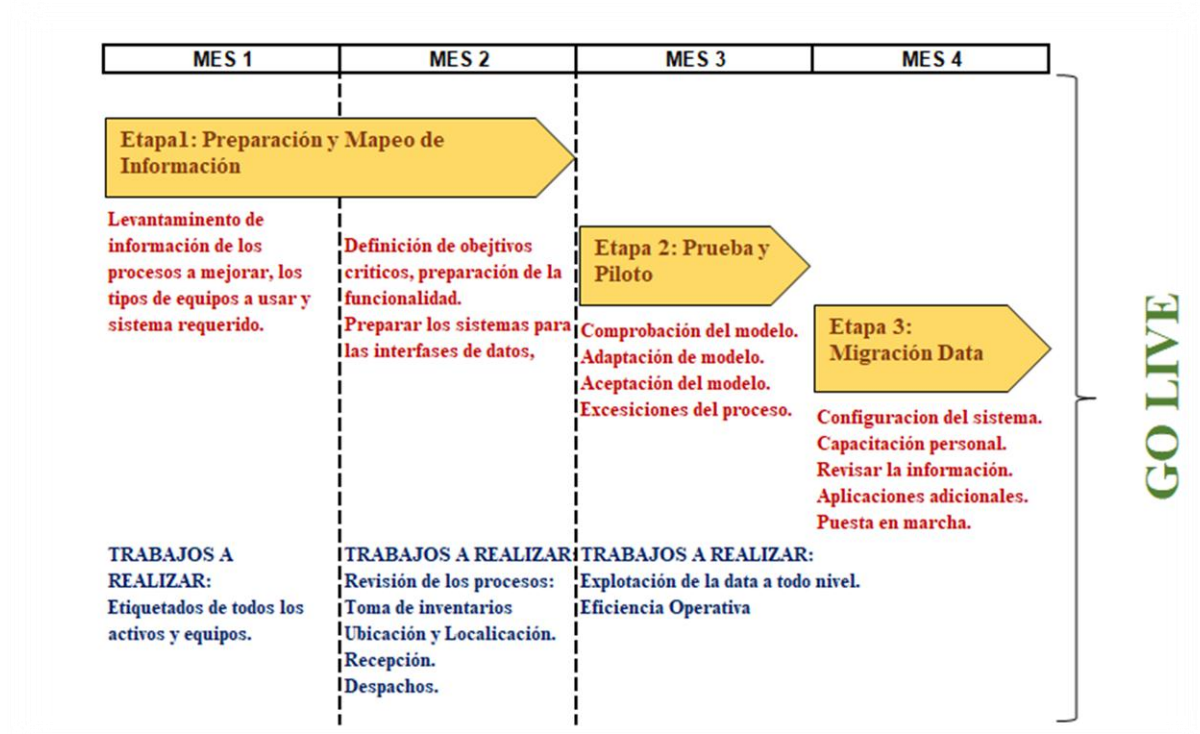 MES 1
MES 2
MES 3
MES 4
Etapa1: Preparación y Mapeo de
Información
Levantaminento de
información de los
procesos a mejorar, los
tipos de equipos a usar y
sistema requerido.
Definición de obejtivos
criticos, preparación de la
funcionalidad.
Preparar los sistemas para
las interfases de datos,
Etapa 2: Prueba y
Piloto
Comprobación del modelo.
Adaptación de modelo.
Aceptación del modelo.
Excesiciones del proceso.
Etapa 3:
Migración Data
Configuracion del sistema.
Capacitación personal.
Revisar la información.
Aplicaciones adicionales.
Puesta en marcha.
TRABAJOS A
REALIZAR:
Etiquetados de todos los
activos y equipos.
TRABAJOS A REALIZAR:
Revisión de los procesos:
Toma de inventarios
Ubicación y Localicación.
Recepción.
Despachos.
TRABAJOS A REALIZAR:
Explotación de la data a todo nivel.
Eficiencia Operativa
GO LIVE